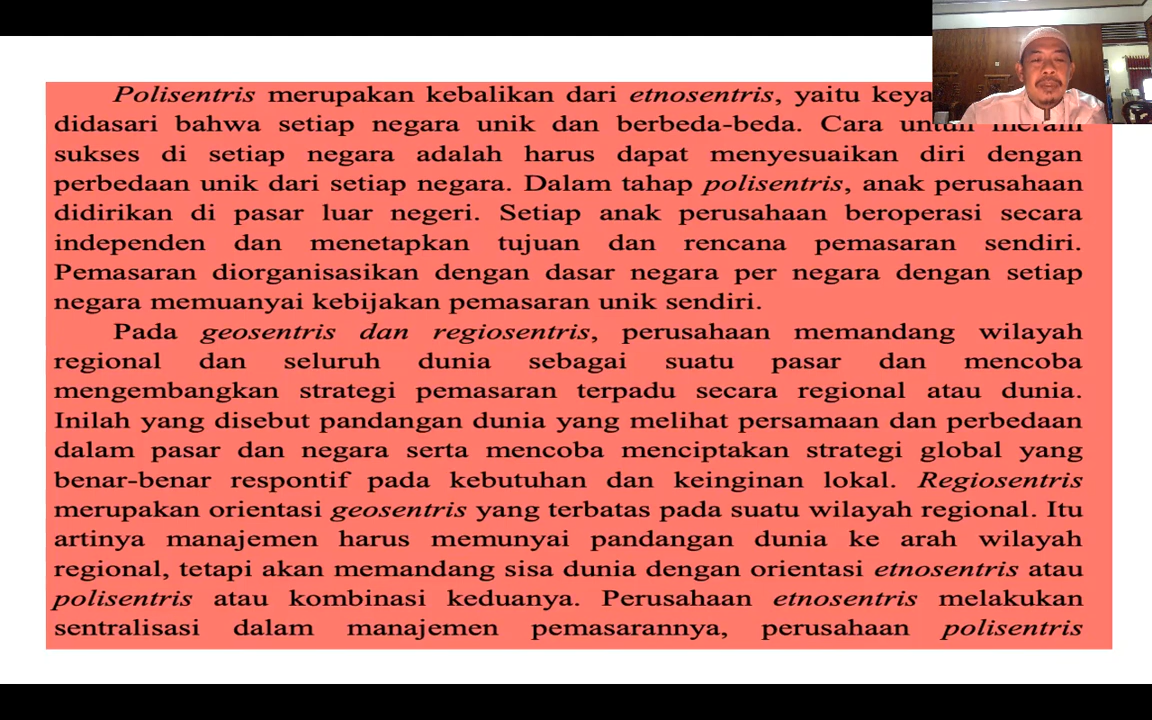 Polisentris merupakan kebalikan dari etnosentris, yaitu
didasari bahwa setiap negara unik dan berbeda-beda. Cara untuk meraih
sukses di setiap negara adalah harus dapat menyesuaikan diri dengan
perbedaan unik dari setiap negara. Dalam tahap polisentris, anak perusahaan
didirikan di pasar luar negeri. Setiap anak perusahaan beroperasi secara
independen dan menetapkan tujuan dan rencana pemasaran sendiri.
Pemasaran diorganisasikan dengan dasar negara per negara dengan setiap
negara memuanyai kebijakan pemasaran unik sendiri.
Pada geosentris dan regiosentris, perusahaan memandang wilayah
regional dan seluruh dunia sebagai suatu pasar dan mencoba
mengembangkan strategi pemasaran terpadu secara regional atau dunia.
Inilah yang disebut pandangan dunia yang melihat persamaan dan perbedaan
dalam pasar dan negara serta mencoba menciptakan strategi global yang
benar-benar respontif pada kebutuhan dan keinginan lokal. Regiosentris
merupakan orientasi geosentris yang terbatas pada suatu wilayah regional. Itu
artinya manajemen harus memunyai pandangan dunia ke arah wilayah
regional, tetapi akan memandang sisa dunia dengan orientasi etnosentris atau
polisentris atau kombinasi keduanya. Perusahaan etnosentris melakukan
sentralisasi dalam manajemen pemasarannya, perusahaan polisentris